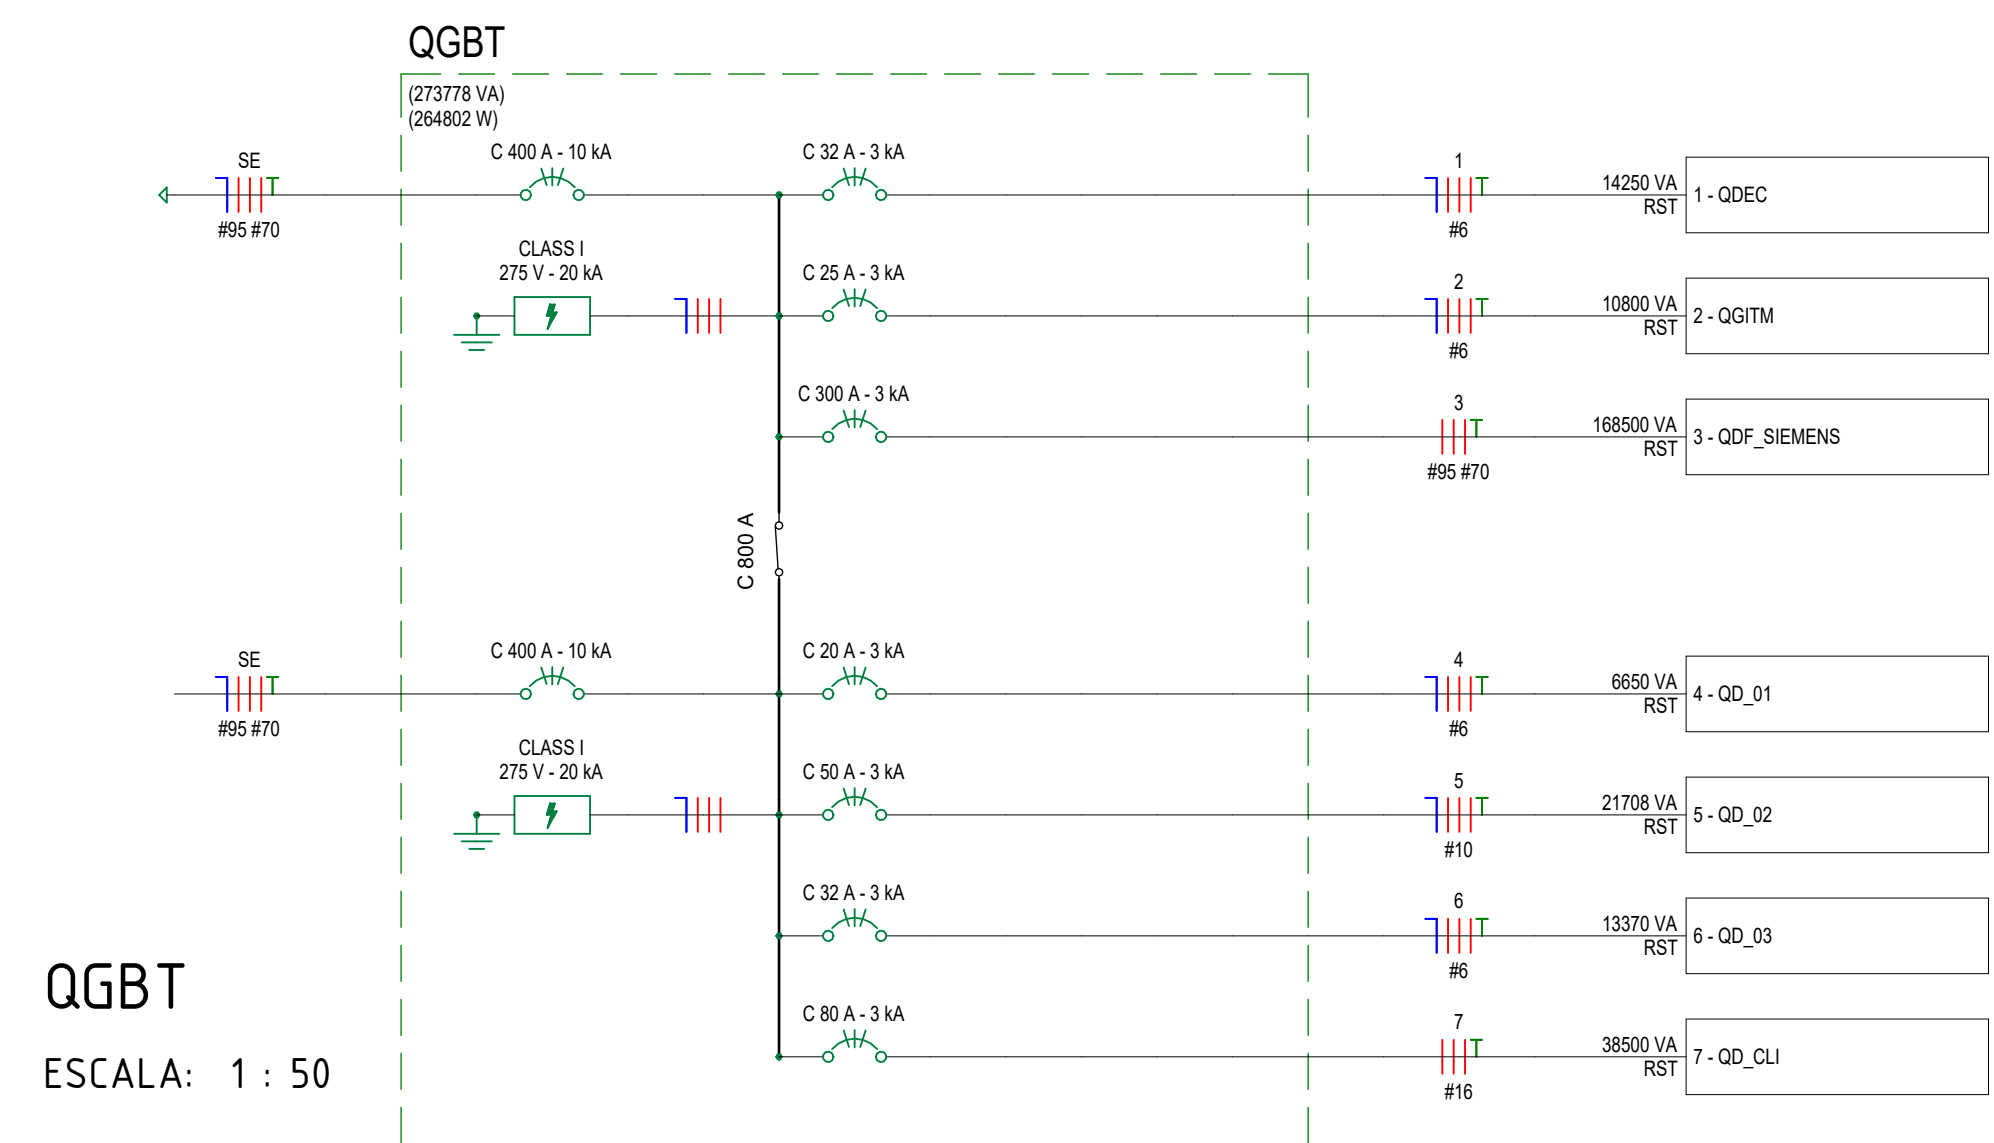 QGBT
(273778 VA)
(264802 W)
SE
#95 #70
C 400 A - 10 kA
C 32 A - 3 kA
1
#6
14250 VA
RST
1 - QDEC
CLASS I
275 V - 20 kA
C 25 A - 3 kA
2
#6
10800 VA
RST
2 - QGITM
C 300 A - 3 kA
3
#95 #70
168500 VA
RST
3 - QDF_SIEMENS
C 800 A
SE
#95 #70
C 400 A - 10 kA
C 20 A - 3 kA
4
#6
6650 VA
RST
4 - QD_01
CLASS I
275 V - 20 kA
C 50 A - 3 kA
5
#10
21708 VA
RST
5 - QD_02
C 32 A - 3 kA
6
#6
13370 VA
RST
6 - QD_03
C 80 A - 3 kA
7
#16
38500 VA
RST
7 - QD_CLI
QGBT
ESCALA: 1 : 50